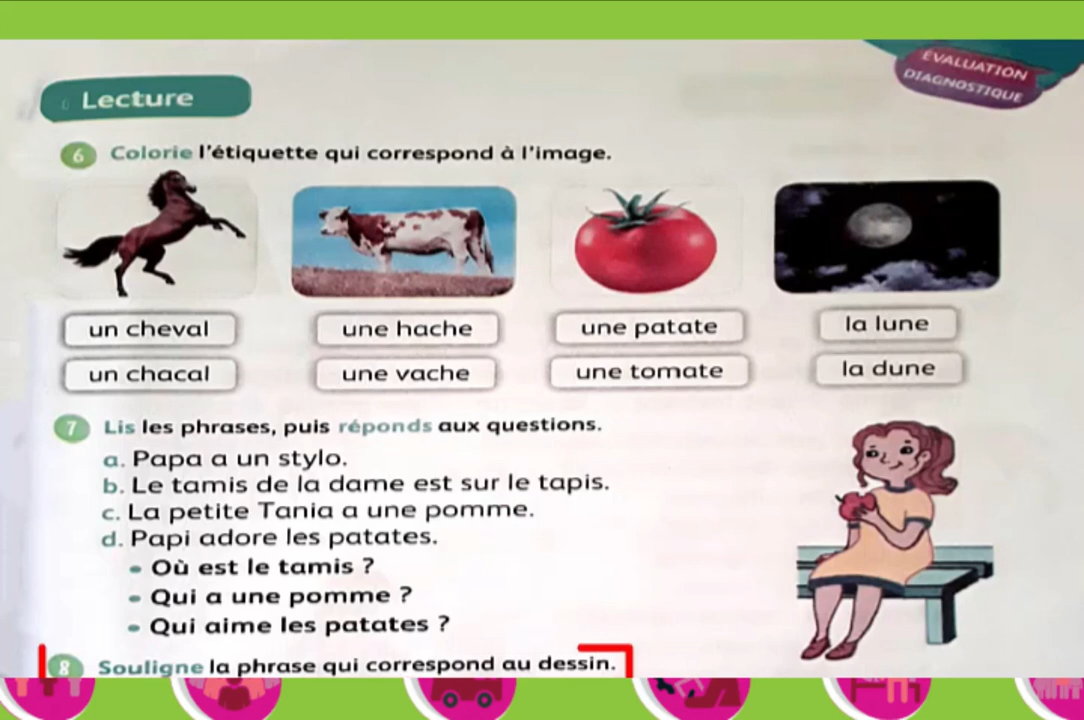 ÉVALUATION
DIAGNOSTIQUE
Lecture
6 Colorie l'étiquette qui correspond à l'image.
un cheval
une hache
une patate
la lune
un chacal
une vache
une tomate
la dune
7 Lis les phrases, puis réponds aux questions.
a. Papa a un stylo.
b. Le tamis de la dame est sur le tapis.
c. La petite Tania a une pomme.
d. Papi adore les patates.
• Où est le tamis ?
• Qui a une pomme ?
• Qui aime les patates ?
8 Souligne la phrase qui correspond au dessin.